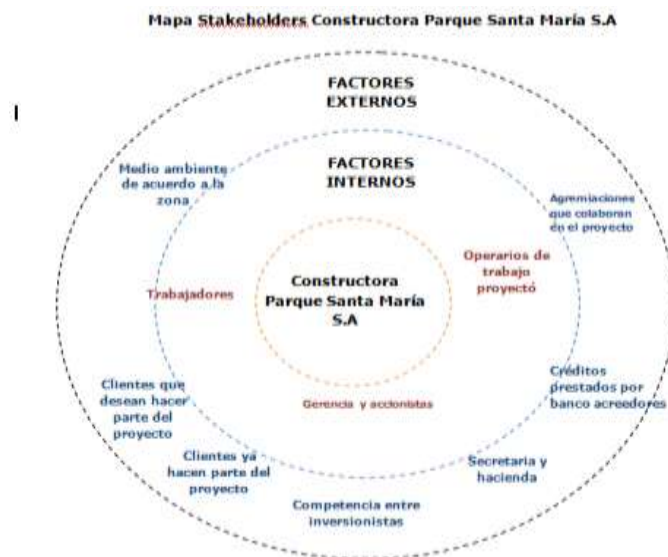 Mapa Stakeholders Constructora Parque Santa María S.A
FACTORES
EXTERNOS
FACTORES
INTERNOS
Medio ambiente
de acuerdo a la
zona
Agremiaciones
que colaboran
en el proyecto
Operarios de
trabajo
proyectó
Trabajadores
Constructora
Parque Santa María
S.A
Créditos
prestados por
banco acreedores
Clientes que
desean hacer
parte del
proyecto
Gerencia y accionistas
Clientes ya
hacen parte del
proyecto
Secretaria y
hacienda
Competencia entre
inversionistas